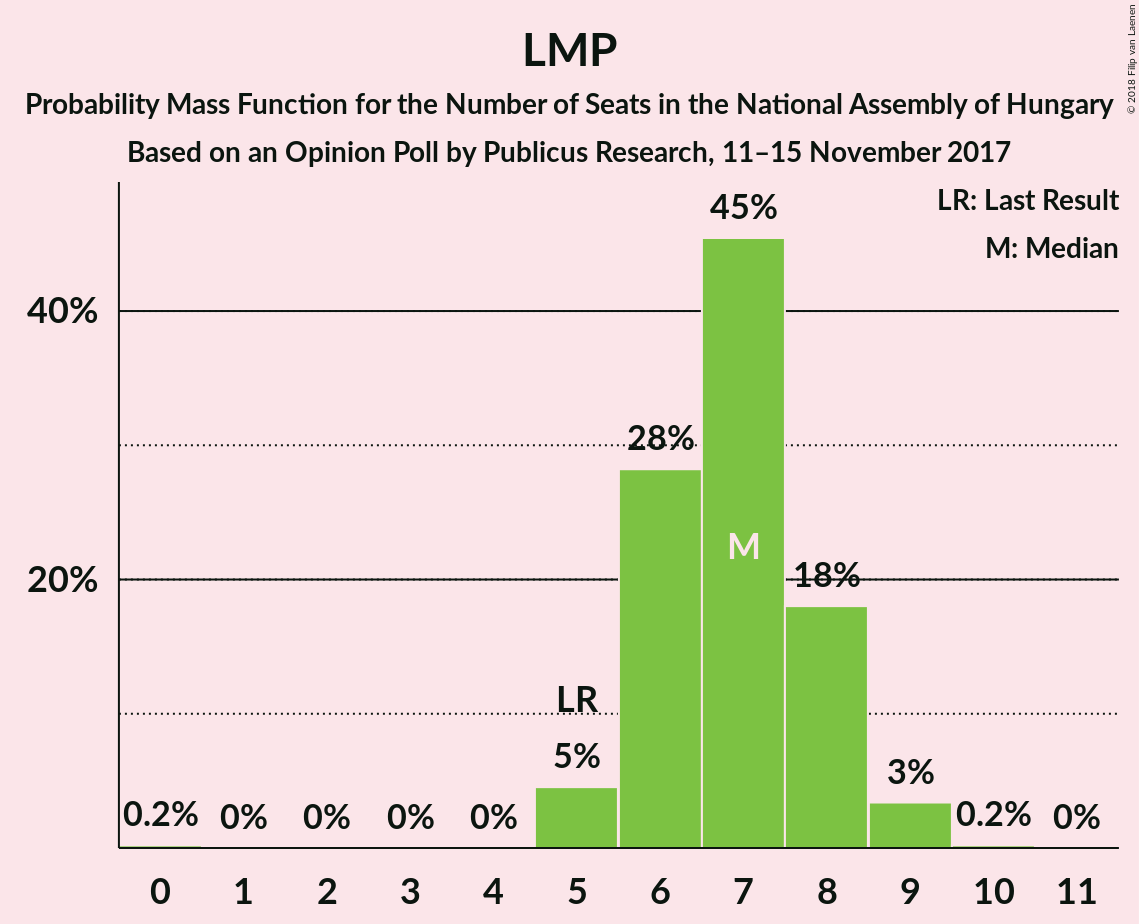 LMP
Probability Mass Function for the Number of Seats in the National Assembly of Hungary
Based on an Opinion Poll by Publicus Research, 11–15 November 2017
© 2018 Filip van Laenen
LR: Last Result
M: Median
45%
40%
28%
M
20%
18%
LR
5%
3%
0.2% 0% 0% 0% 0% 0.2% 0%
0 1 2 3 4 5 6 7 8 9 10 11